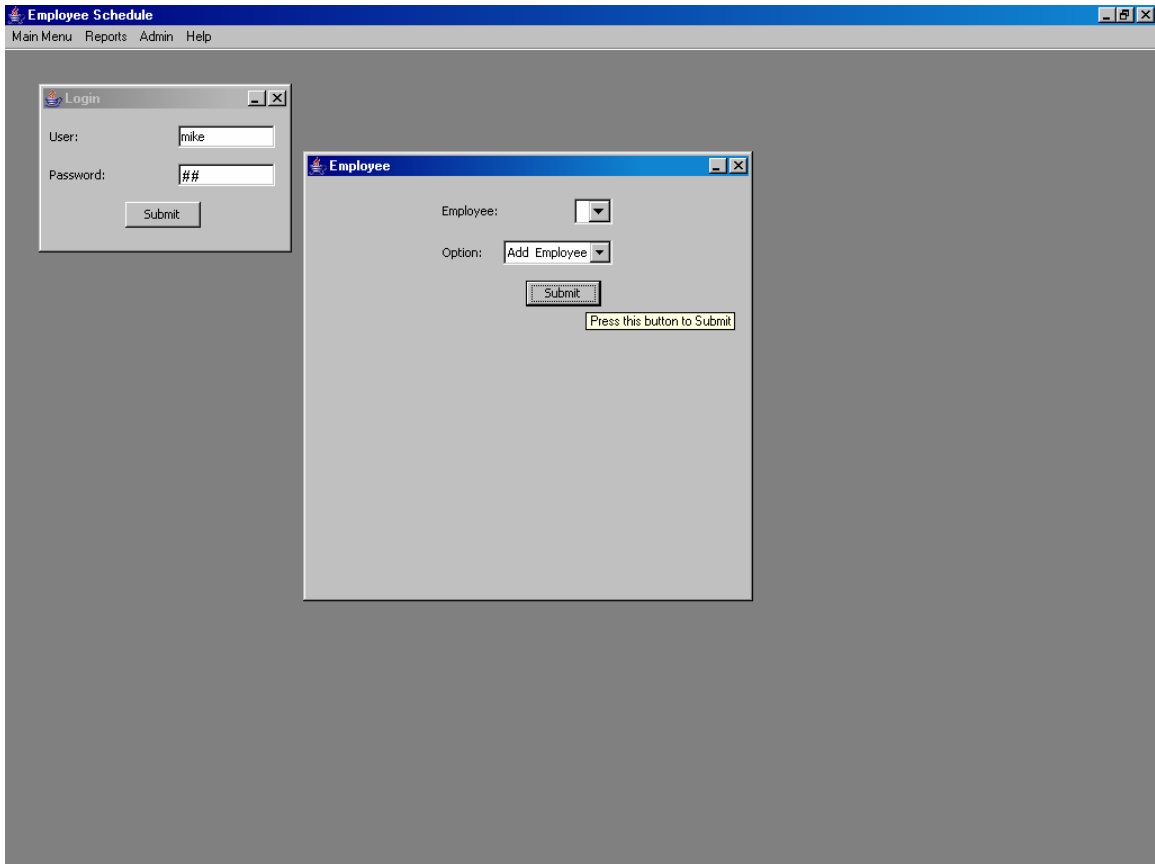 Employee Schedule
Main Menu Reports Admin Help
Login
User: mike
Password: ##
Submit
Employee
Employee:
Option: Add Employee
Submit
Press this button to Submit